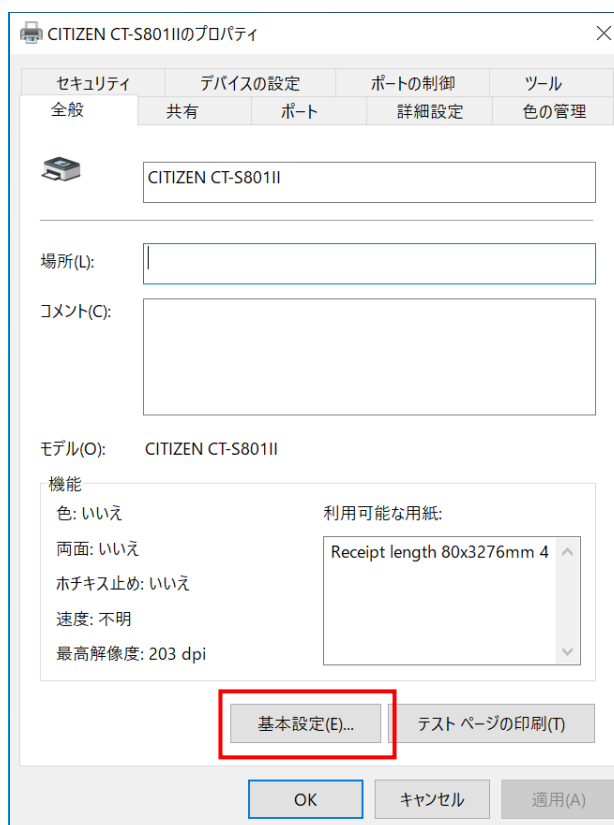 CITIZEN CT-S801IIのプロパティ
セキュリティ デバイスの設定 ポートの制御 ツール
全般 共有 ポート 詳細設定 色の管理
CITIZEN CT-S801II
場所(L):
コメント(C):
モデル(O): CITIZEN CT-S801II
機能
色: いいえ 利用可能な用紙:
両面: いいえ Receipt length 80x3276mm 4
ホチキス止め: いいえ
速度: 不明
最高解像度: 203 dpi
基本設定(E)... テスト ページの印刷(T)
OK キャンセル 適用(A)